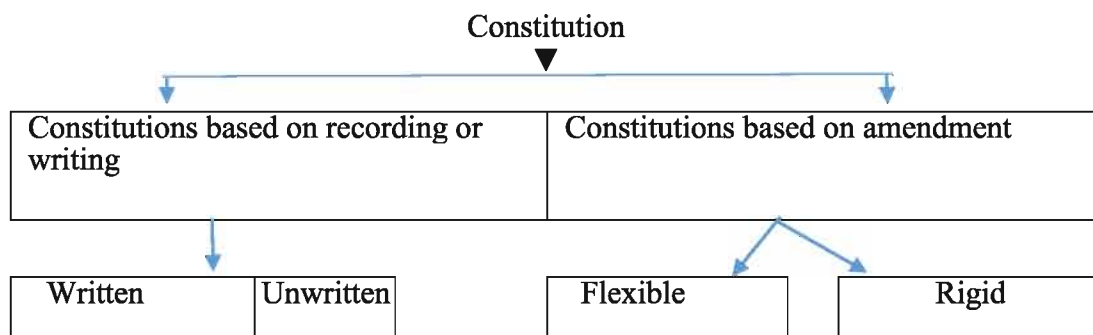 Constitution
Constitutions based on recording or
writing
Constitutions based on amendment
Written
Unwritten
Flexible
Rigid